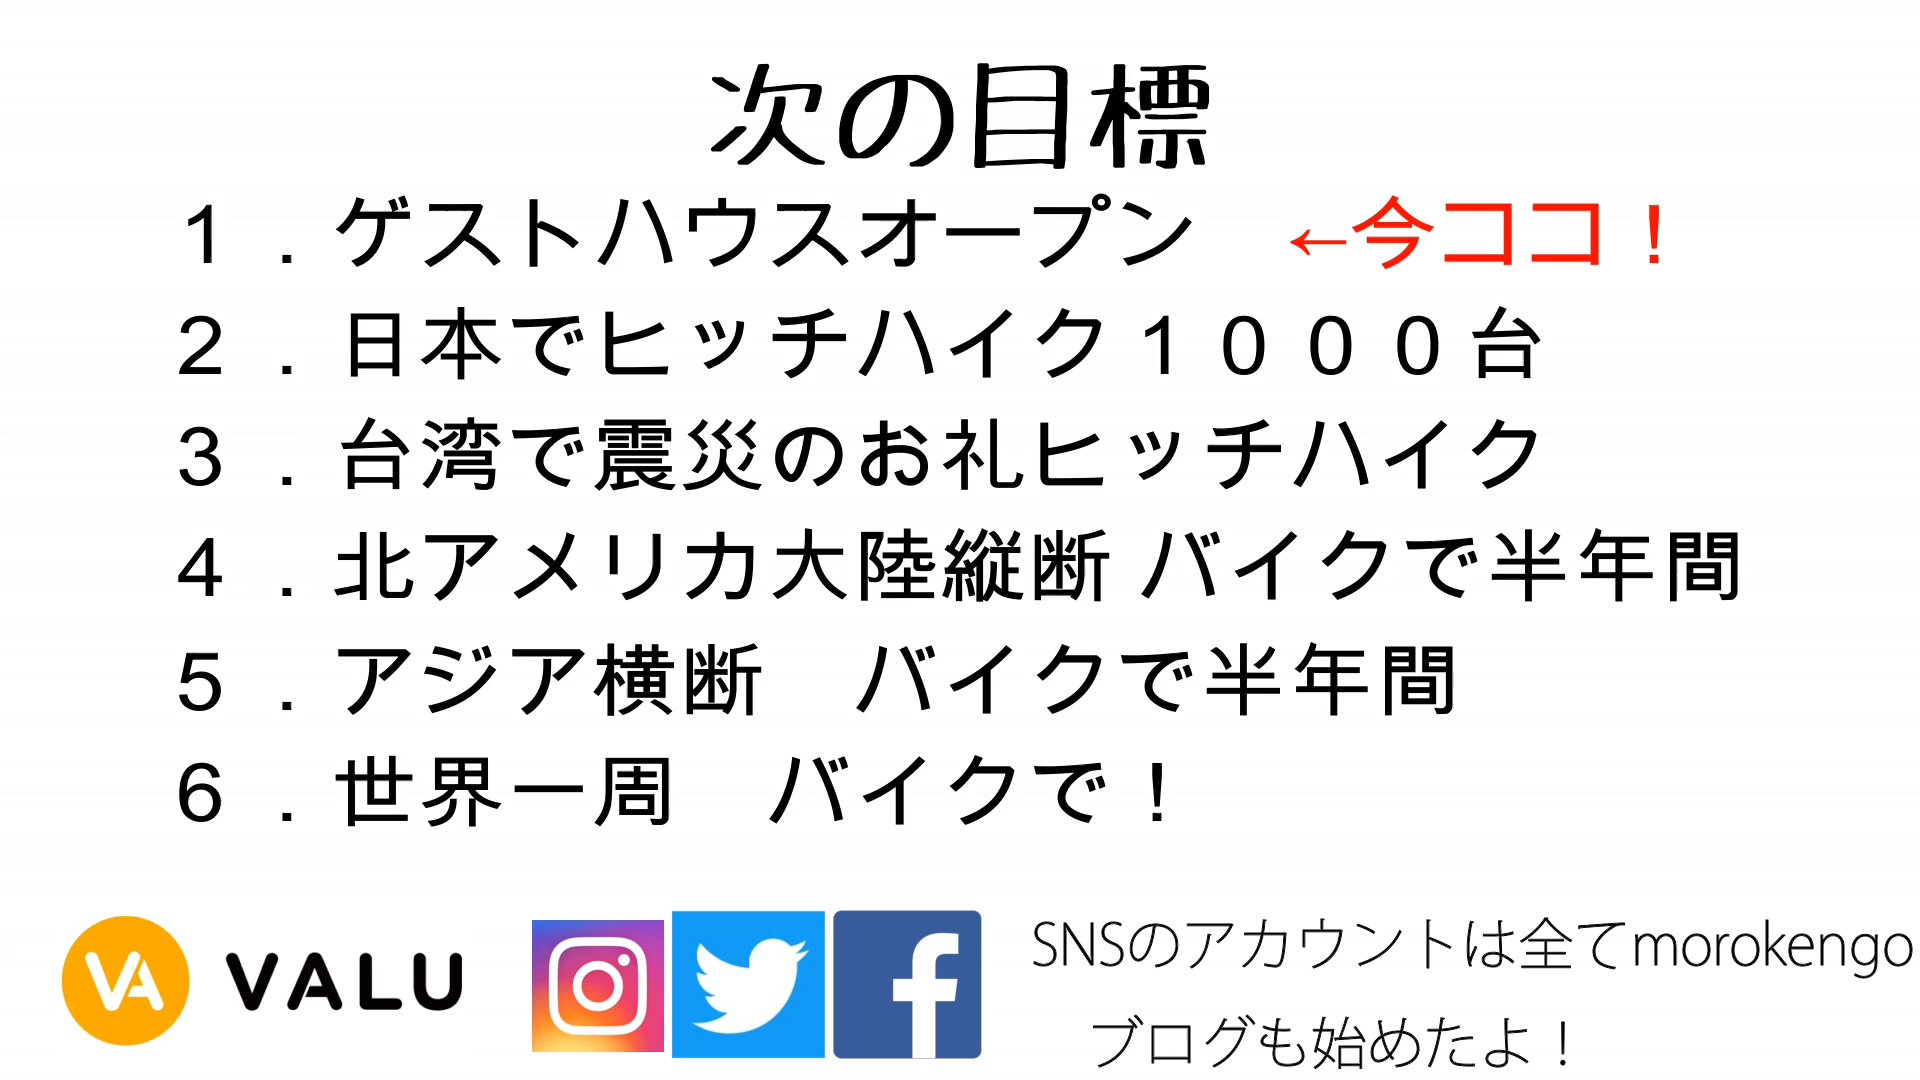 次の目標
１．ゲストハウスオープン　←今ココ！
２．日本でヒッチハイク１０００台
３．台湾で震災のお礼ヒッチハイク
４．北アメリカ大陸縦断 バイクで半年間
５．アジア横断　バイクで半年間
６．世界一周　バイクで！
VA VALU
SNSのアカウントは全てmorokengo
ブログも始めたよ！